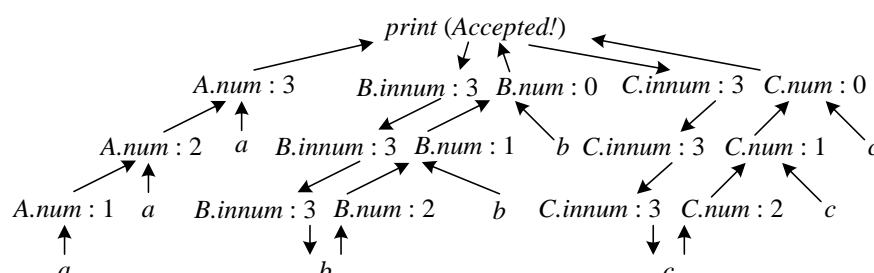 print (Accepted!)
A.num : 3 B.innum : 3 B.num : 0 C.innum : 3 C.num : 0
A.num : 2 a B.innum : 3 B.num : 1 b C.innum : 3 C.num : 1
A.num : 1 a B.innum : 3 B.num : 2 b C.innum : 3 C.num : 2 c
a b c